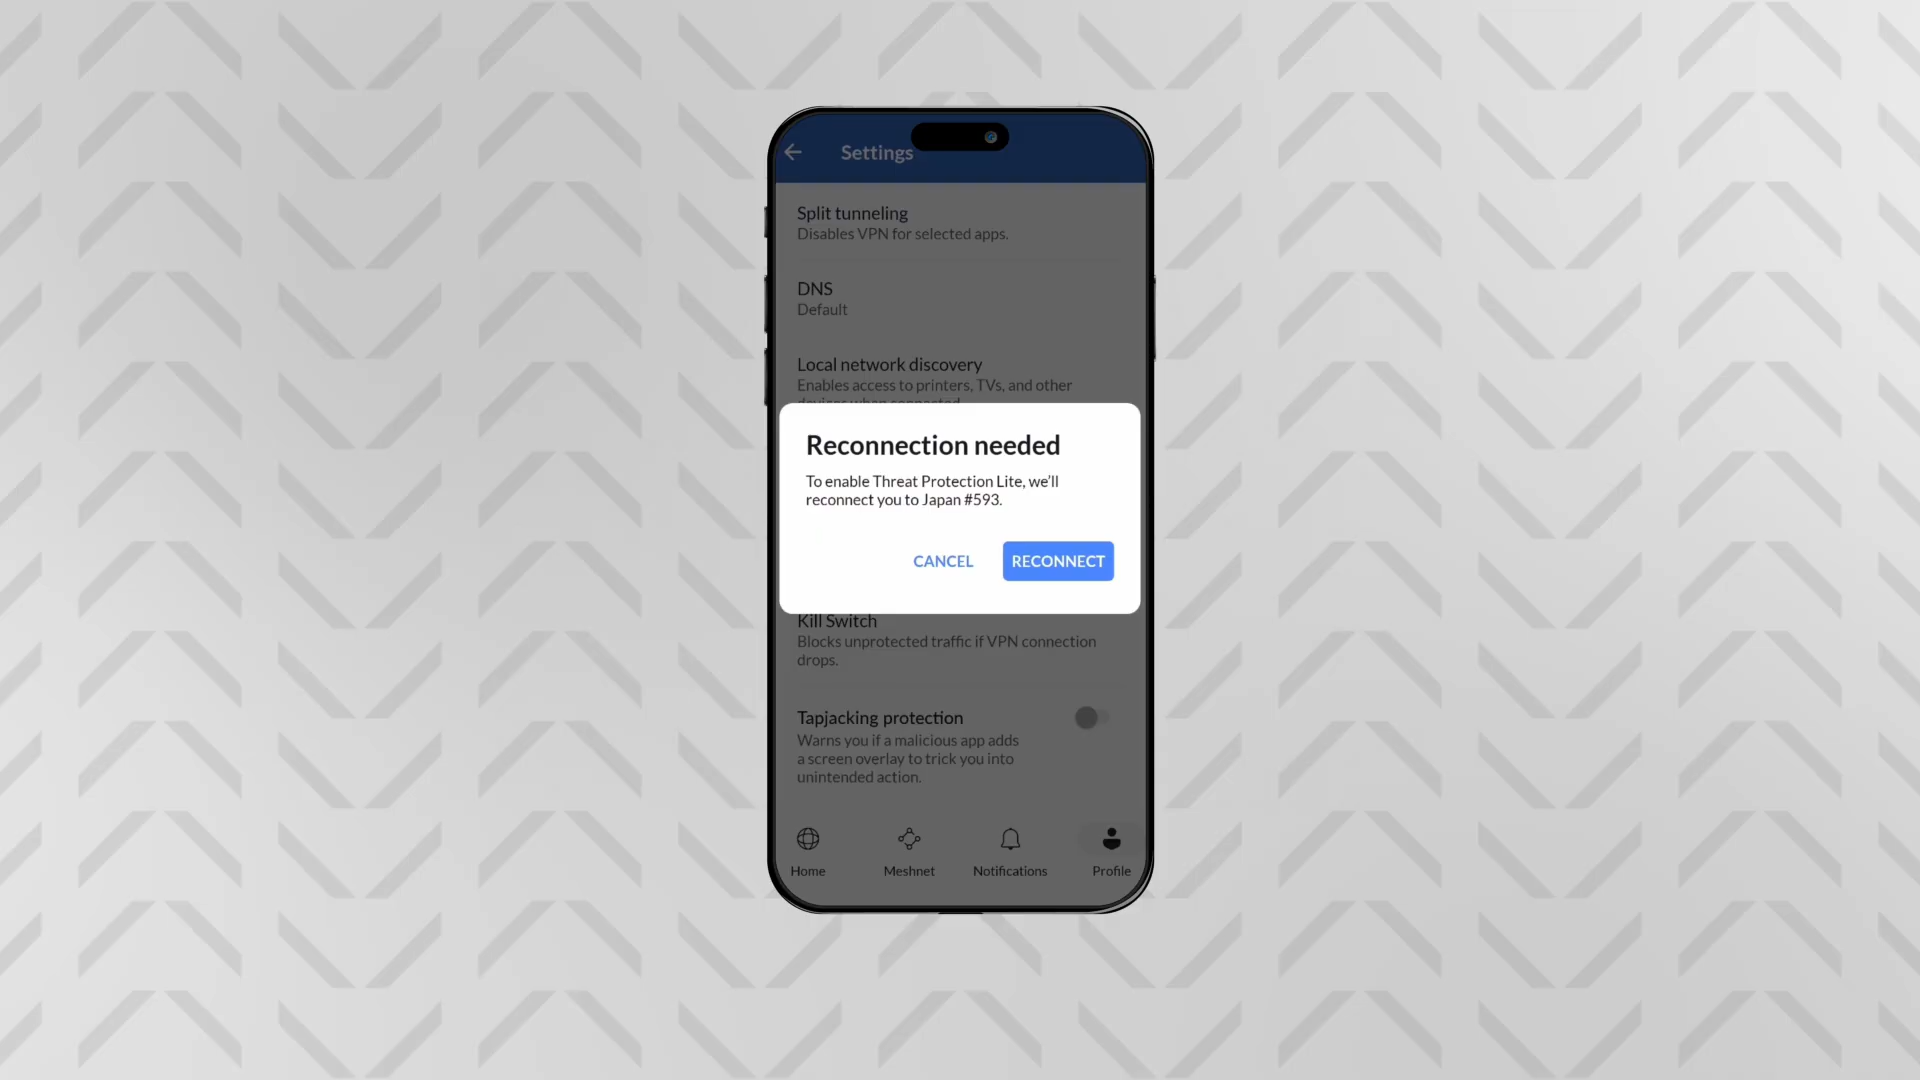 Settings
Split tunneling
Disables VPN for selected apps.
DNS
Default
Local network discovery
Enables access to printers, TVs, and other
devices when connected.
Reconnection needed
To enable Threat Protection Lite, we'll
reconnect you to Japan #593.
CANCEL
RECONNECT
Kill Switch
Blocks unprotected traffic if VPN connection
drops.
Tapjacking protection
Warns you if a malicious app adds
a screen overlay to trick you into
unintended action.
Home
Meshnet
Notifications
Profile